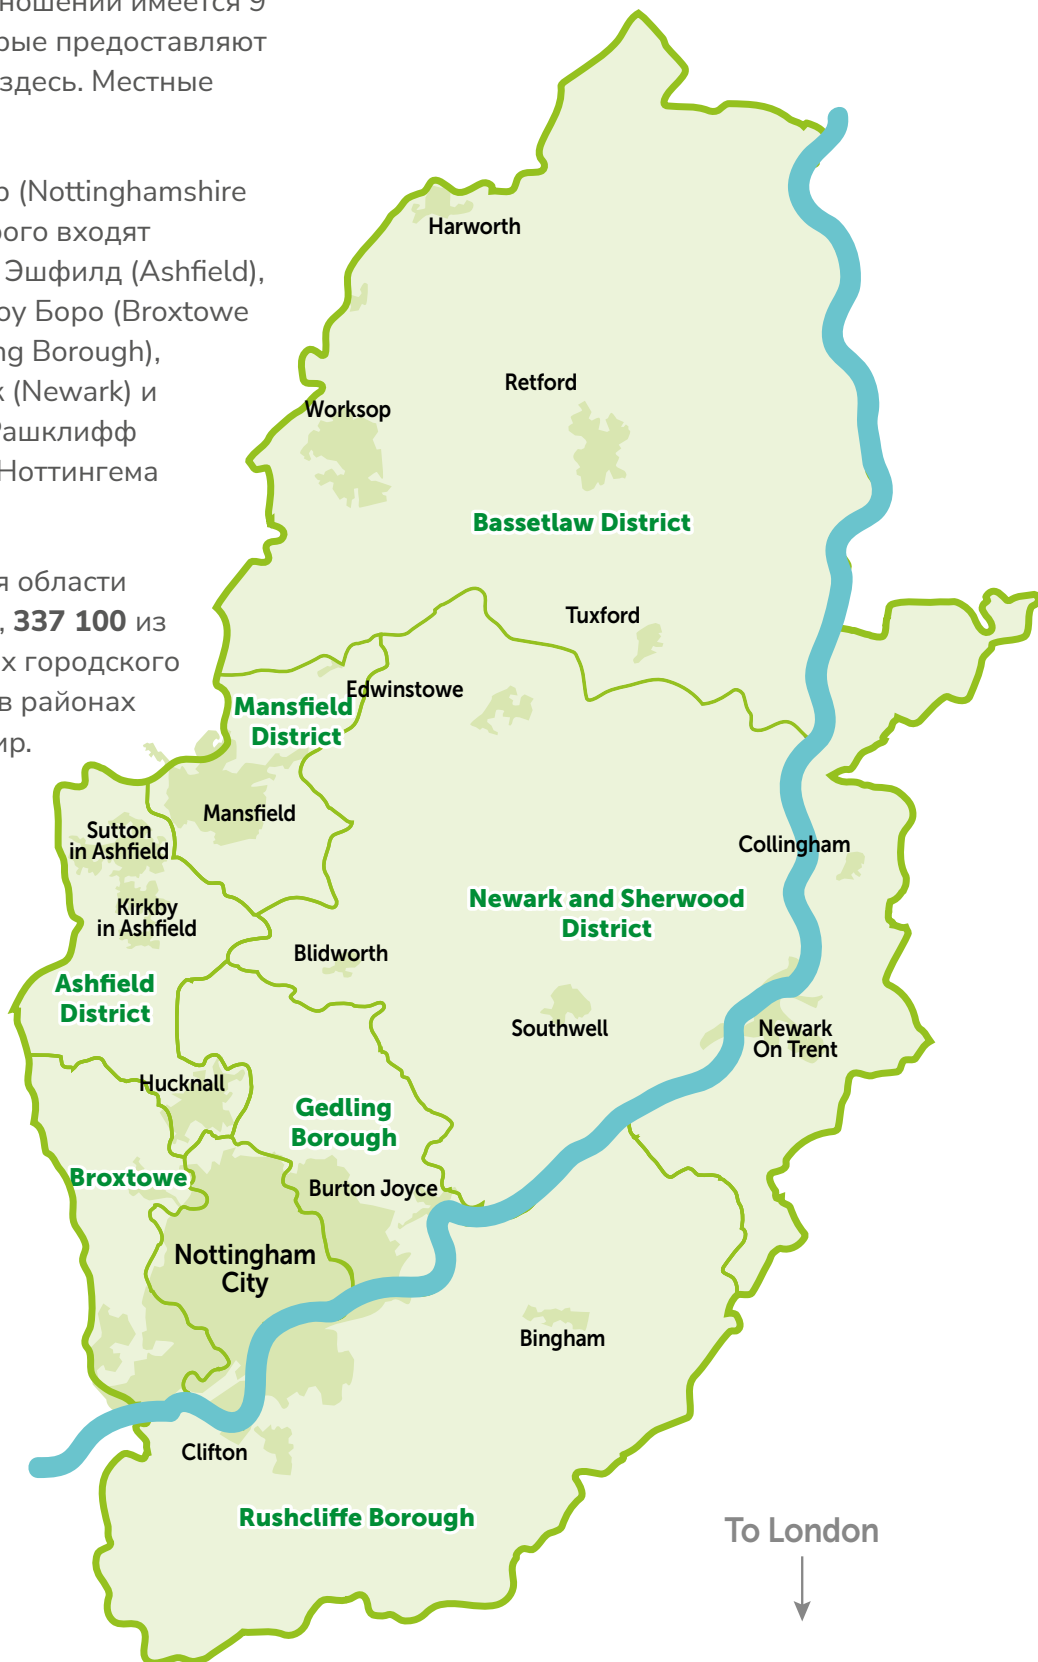 ношении имеется 9
рые предоставляют
здесь. Местные
р (Nottinghamshire
рого входят
Эшфилд (Ashfield),
оу Боро (Broxtowe
ng Borough),
к (Newark) и
Рашклифф
Ноттингема
я области
, 337 100 из
х городского
в районах
ир.
Harworth
Retford
Worksop
Bassetlaw District
Tuxford
Edwinstowe
Mansfield
District
Mansfield
Sutton
in Ashfield
Collingham
Kirkby
in Ashfield
Newark and Sherwood
District
Blidworth
Ashfield
District
Southwell
Newark
On Trent
Hucknall
Gedling
Borough
Broxtowe
Burton Joyce
Nottingham
City
Bingham
Clifton
Rushcliffe Borough
To London